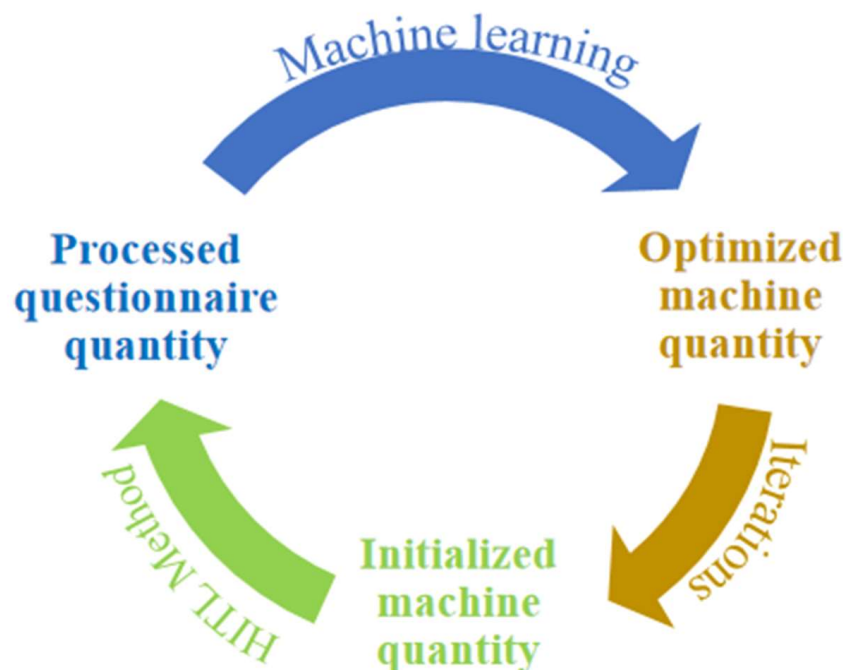 Machine learning
Processed
questionnaire
quantity
Optimized
machine
quantity
Iterations
Initialized
machine
quantity
HITL Method